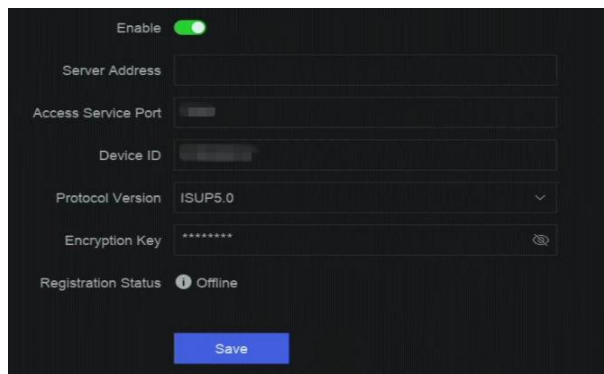 Enable
Server Address
Access Service Port
Device ID
Protocol Version ISUP5.0
Encryption Key ********
Registration Status Offline
Save